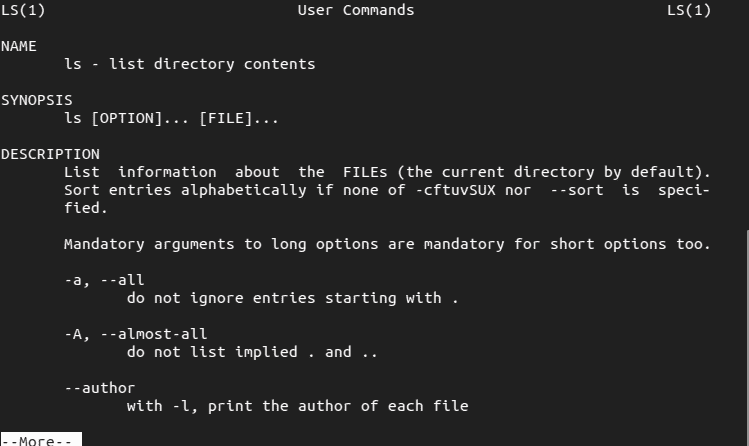 LS(1) User Commands LS(1)
NAME
ls - list directory contents
SYNOPSIS
ls [OPTION]... [FILE]...
DESCRIPTION
List information about the FILEs (the current directory by default).
Sort entries alphabetically if none of -cftuvSUX nor --sort is speci-
fied.
Mandatory arguments to long options are mandatory for short options too.
-a, --all
do not ignore entries starting with .
-A, --almost-all
do not list implied . and ..
--author
with -l, print the author of each file
--More--